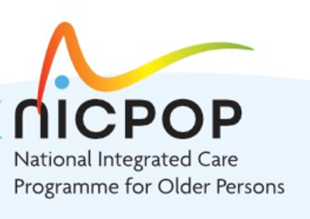 nicpop
National Integrated Care
Programme for Older Persons